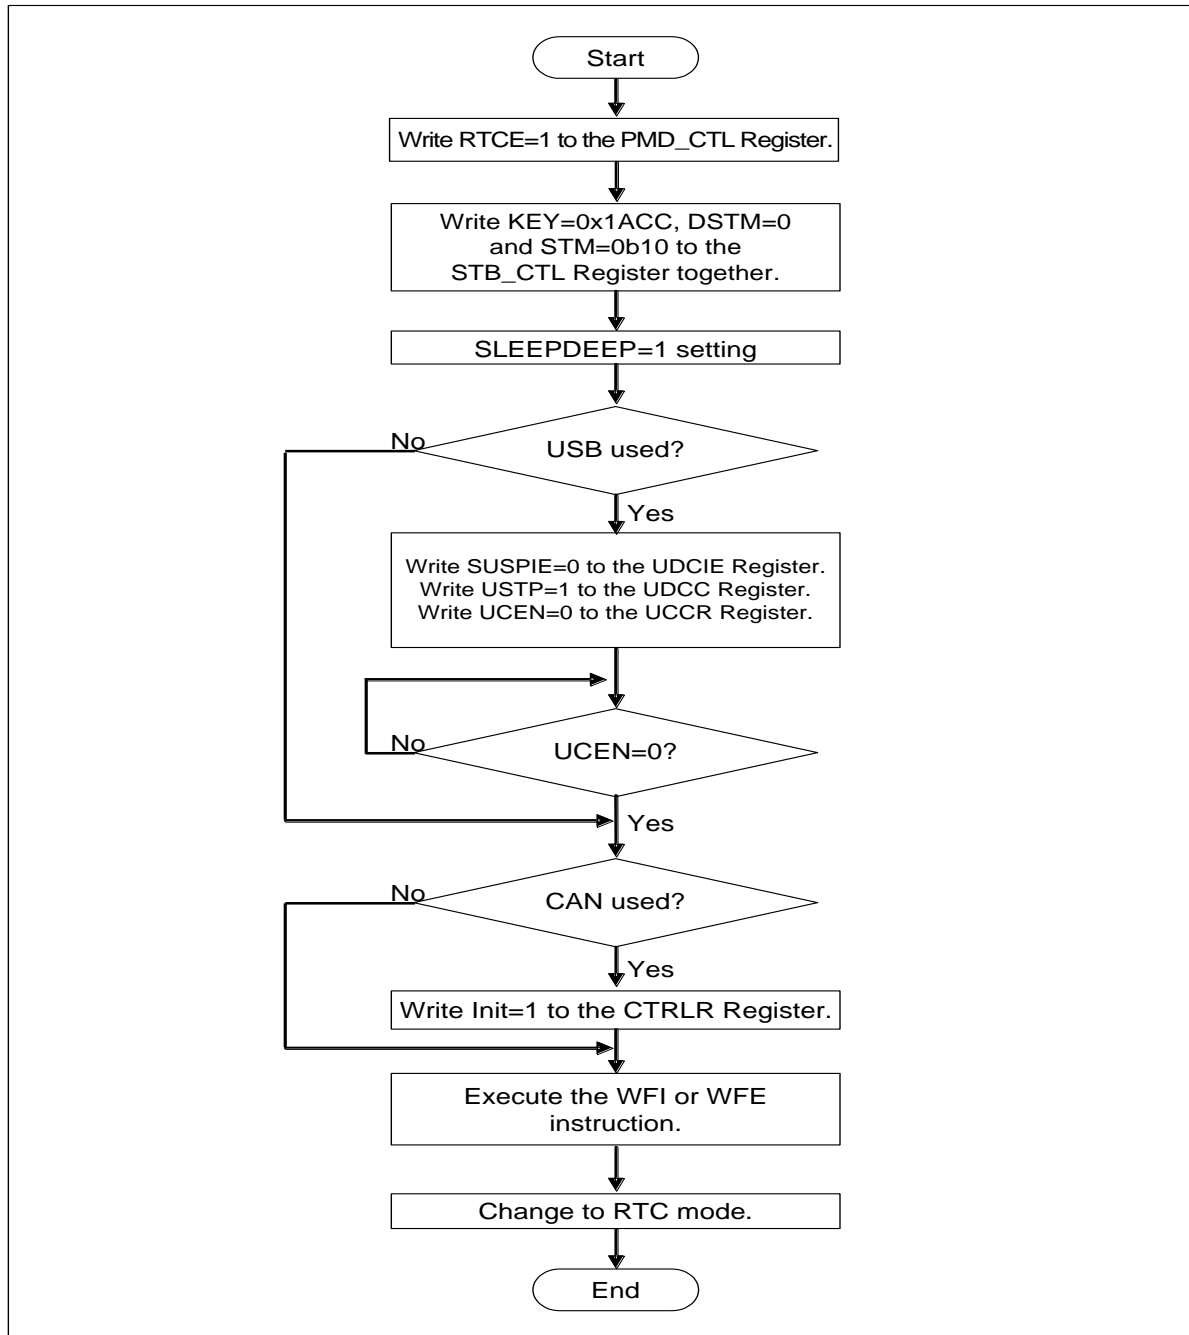 Start
Write RTCE=1 to the PMD_CTL Register.
Write KEY=0x1ACC, DSTM=0
and STM=0b10 to the
STB_CTL Register together.
SLEEPDEEP=1 setting
No
USB used?
Yes
Write SUSPIE=0 to the UDCIE Register.
Write USTP=1 to the UDCC Register.
Write UCEN=0 to the UCCR Register.
No
UCEN=0?
Yes
No
CAN used?
Yes
Write Init=1 to the CTRLR Register.
Execute the WFI or WFE
instruction.
Change to RTC mode.
End